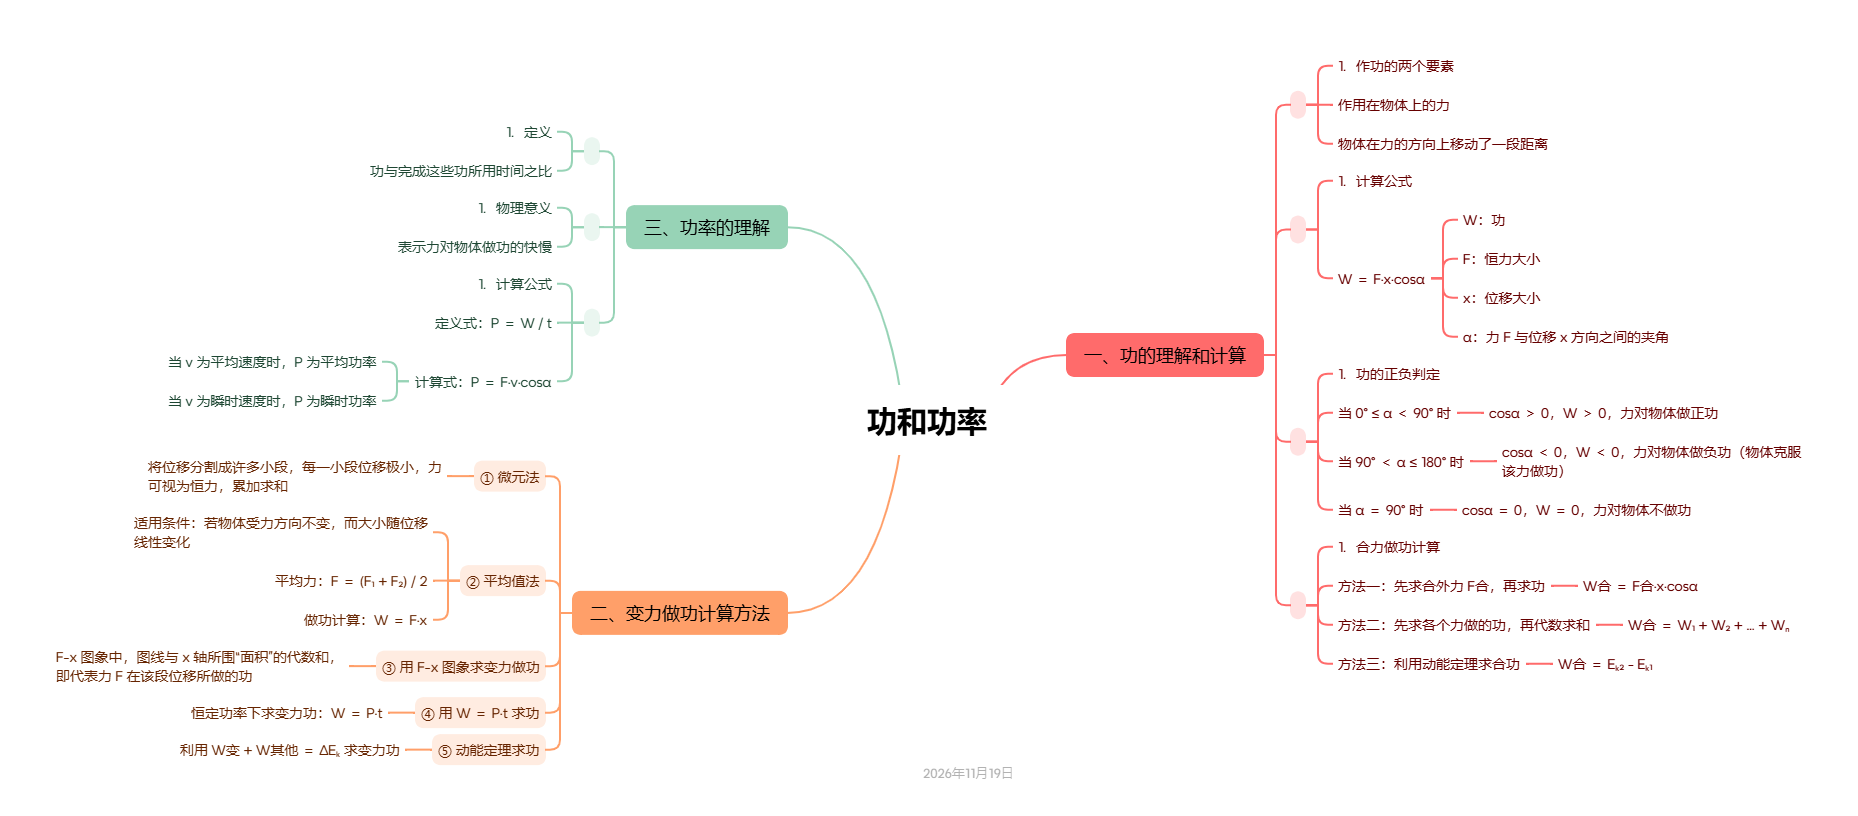 功和功率
一、功的理解和计算
1. 作功的两个要素
作用在物体上的力
物体在力的方向上移动了一段距离
1. 计算公式
W = F·x·cosα
W：功
F：恒力大小
x：位移大小
α：力 F 与位移 x 方向之间的夹角
1. 功的正负判定
当 0° ≤ α < 90° 时
cosα > 0，W > 0，力对物体做正功
当 90° < α ≤ 180° 时
cosα < 0，W < 0，力对物体做负功（物体克服
该力做功）
当 α = 90° 时
cosα = 0，W = 0，力对物体不做功
1. 合力做功计算
方法一：先求合外力 F合，再求功
W合 = F合·x·cosα
方法二：先求各个力做的功，再代数求和
W合 = W₁ + W₂ + … + Wₙ
方法三：利用动能定理求合功
W合 = Eₖ₂ - Eₖ₁
二、变力做功计算方法
① 微元法
将位移分割成许多小段，每一小段位移极小，力
可视为恒力，累加求和
② 平均值法
适用条件：若物体受力方向不变，而大小随位移
线性变化
平均力：F = (F₁ + F₂) / 2
做功计算：W = F·x
③ 用 F-x 图象求变力做功
F-x 图象中，图线与 x 轴所围“面积”的代数和，
即代表力 F 在该段位移所做的功
④ 用 W = P·t 求功
恒定功率下求变力功：W = P·t
⑤ 动能定理求功
利用 W变 + W其他 = ΔEₖ 求变力功
三、功率的理解
1. 定义
功与完成这些功所用时间之比
1. 物理意义
表示力对物体做功的快慢
1. 计算公式
定义式：P = W / t
计算式：P = F·v·cosα
当 v 为平均速度时，P 为平均功率
当 v 为瞬时速度时，P 为瞬时功率
2026年11月19日